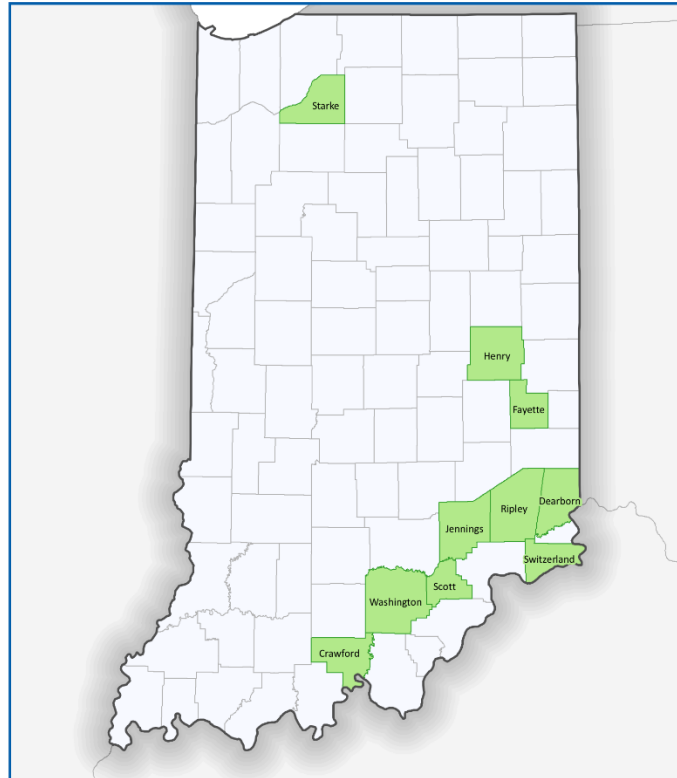 Starke
Henry
Fayette
Dearborn
Ripley
Jennings
Switzerland
Scott
Washington
Crawford